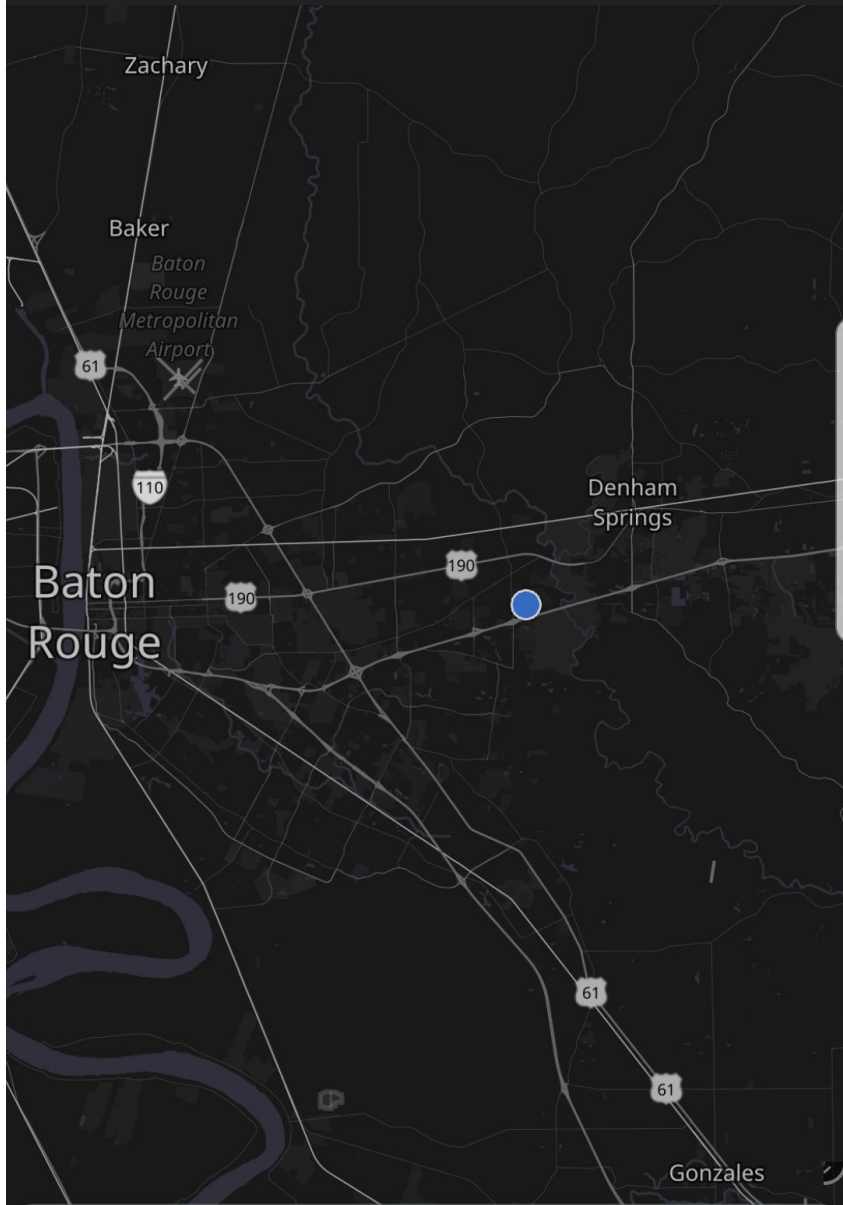 Zachary
Baker
Baton
Rouge
Metropolitan
Airport
61
110
Denham
Springs
190
190
Baton
Rouge
61
61
Gonzales